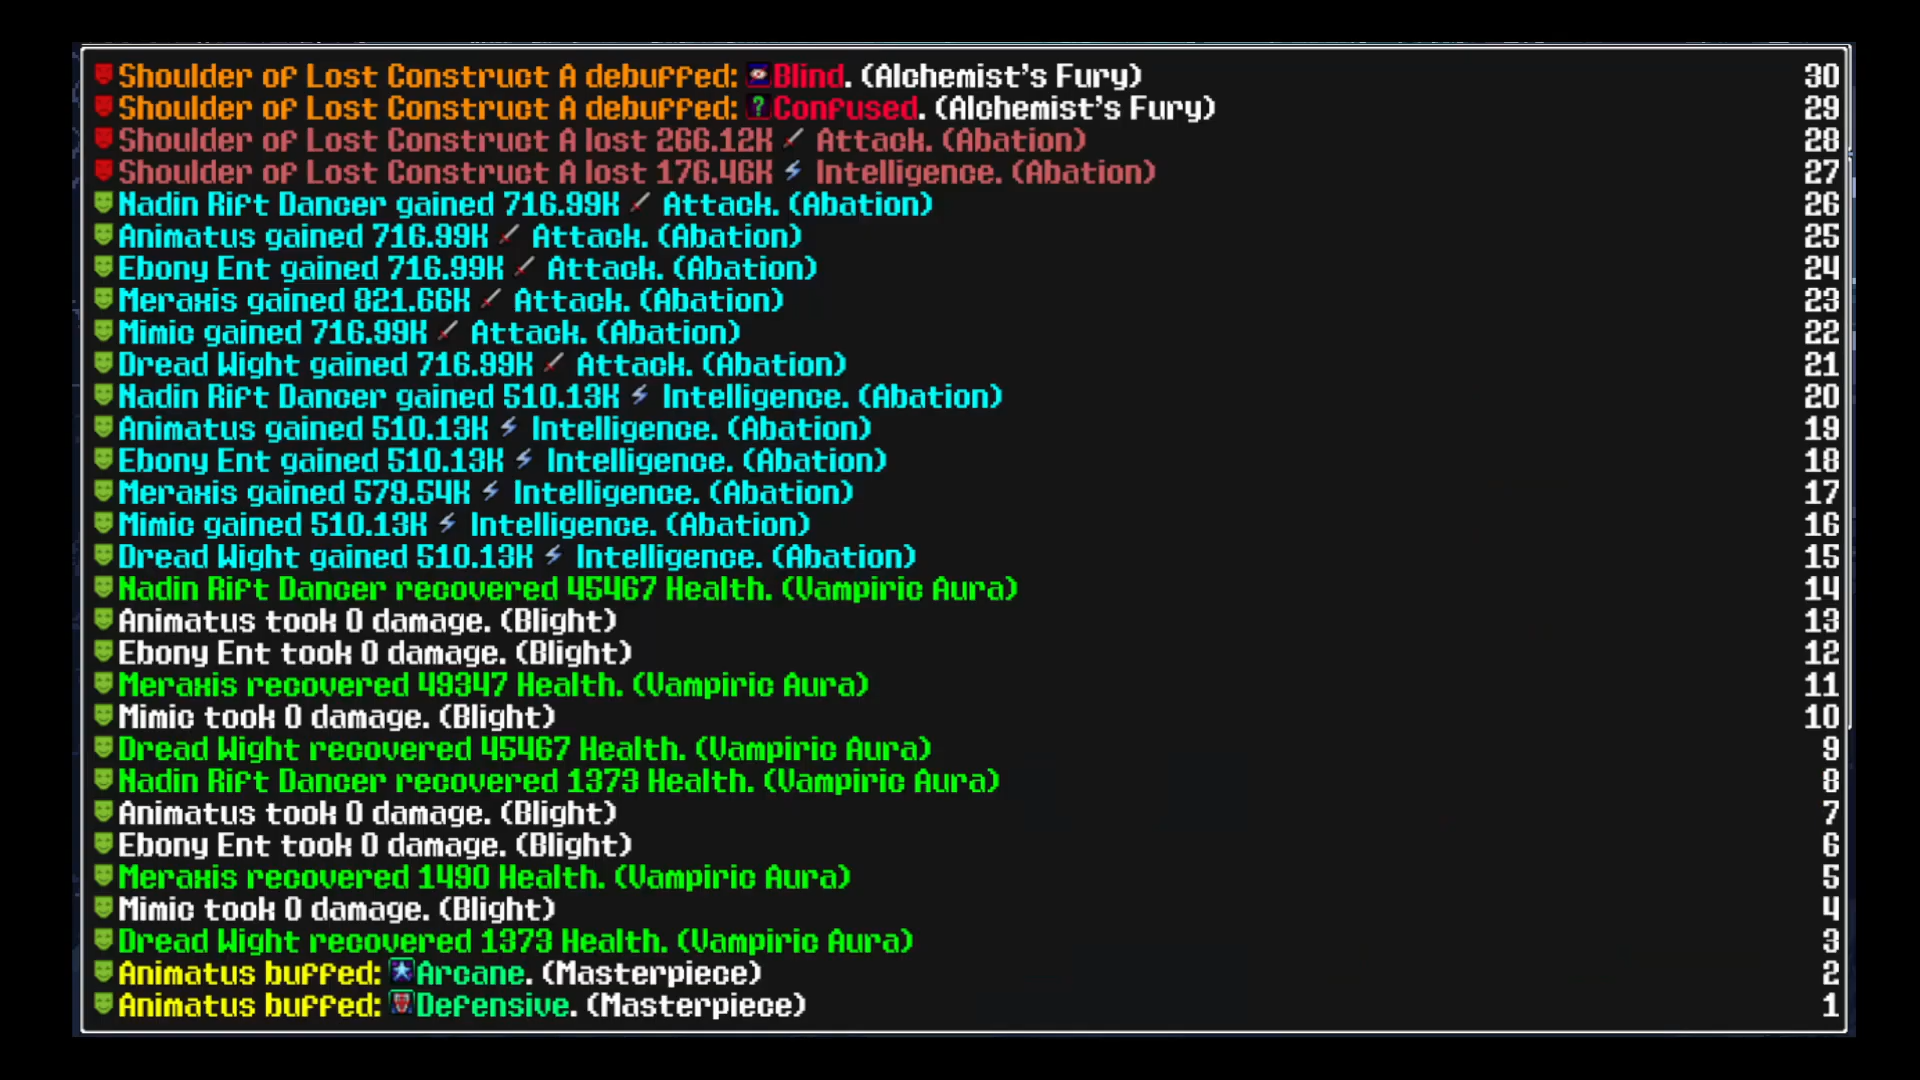 Shoulder of Lost Construct A debuffed: Blind. (Alchemist's Fury) 30
Shoulder of Lost Construct A debuffed: Confused. (Alchemist's Fury) 29
Shoulder of Lost Construct A lost 266.12K Attack. (Abation) 28
Shoulder of Lost Construct A lost 176.46K Intelligence. (Abation) 27
Nadin Rift Dancer gained 716.99K Attack. (Abation) 26
Animatus gained 716.99K Attack. (Abation) 25
Ebony Ent gained 716.99K Attack. (Abation) 24
Meraxis gained 821.66K Attack. (Abation) 23
Mimic gained 716.99K Attack. (Abation) 22
Dread Wight gained 716.99K Attack. (Abation) 21
Nadin Rift Dancer gained 510.13K Intelligence. (Abation) 20
Animatus gained 510.13K Intelligence. (Abation) 19
Ebony Ent gained 510.13K Intelligence. (Abation) 18
Meraxis gained 579.54K Intelligence. (Abation) 17
Mimic gained 510.13K Intelligence. (Abation) 16
Dread Wight gained 510.13K Intelligence. (Abation) 15
Nadin Rift Dancer recovered 45467 Health. (Vampiric Aura) 14
Animatus took 0 damage. (Blight) 13
Ebony Ent took 0 damage. (Blight) 12
Meraxis recovered 49347 Health. (Vampiric Aura) 11
Mimic took 0 damage. (Blight) 10
Dread Wight recovered 45467 Health. (Vampiric Aura) 9
Nadin Rift Dancer recovered 1373 Health. (Vampiric Aura) 8
Animatus took 0 damage. (Blight) 7
Ebony Ent took 0 damage. (Blight) 6
Meraxis recovered 1490 Health. (Vampiric Aura) 5
Mimic took 0 damage. (Blight) 4
Dread Wight recovered 1373 Health. (Vampiric Aura) 3
Animatus buffed: Arcane. (Masterpiece) 2
Animatus buffed: Defensive. (Masterpiece) 1